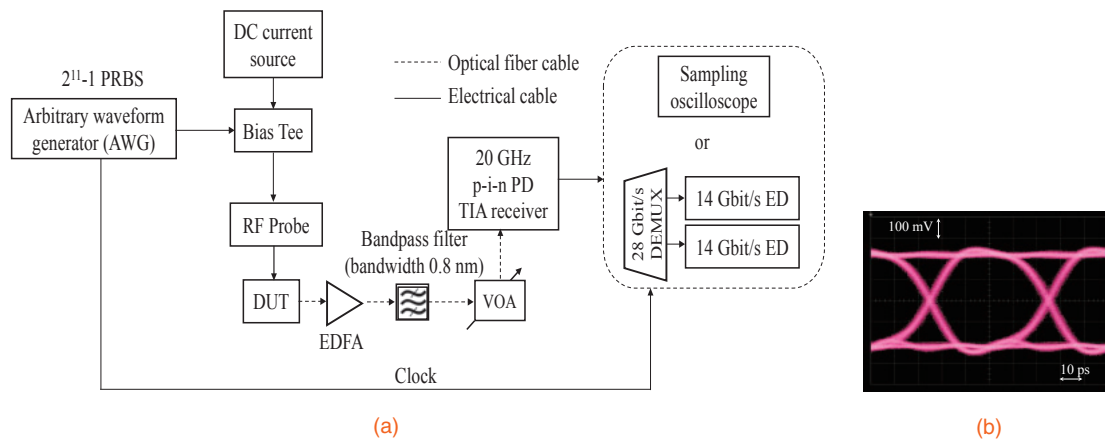 DC current
source
2¹¹-1 PRBS
Arbitrary waveform
generator (AWG)
Bias Tee
RF Probe
DUT
EDFA
Bandpass filter
(bandwidth 0.8 nm)
VOA
20 GHz
p-i-n PD
TIA receiver
Optical fiber cable
Electrical cable
Sampling
oscilloscope
or
28 Gbit/s
DEMUX
14 Gbit/s ED
14 Gbit/s ED
Clock
(a)
100 mV
10 ps
(b)